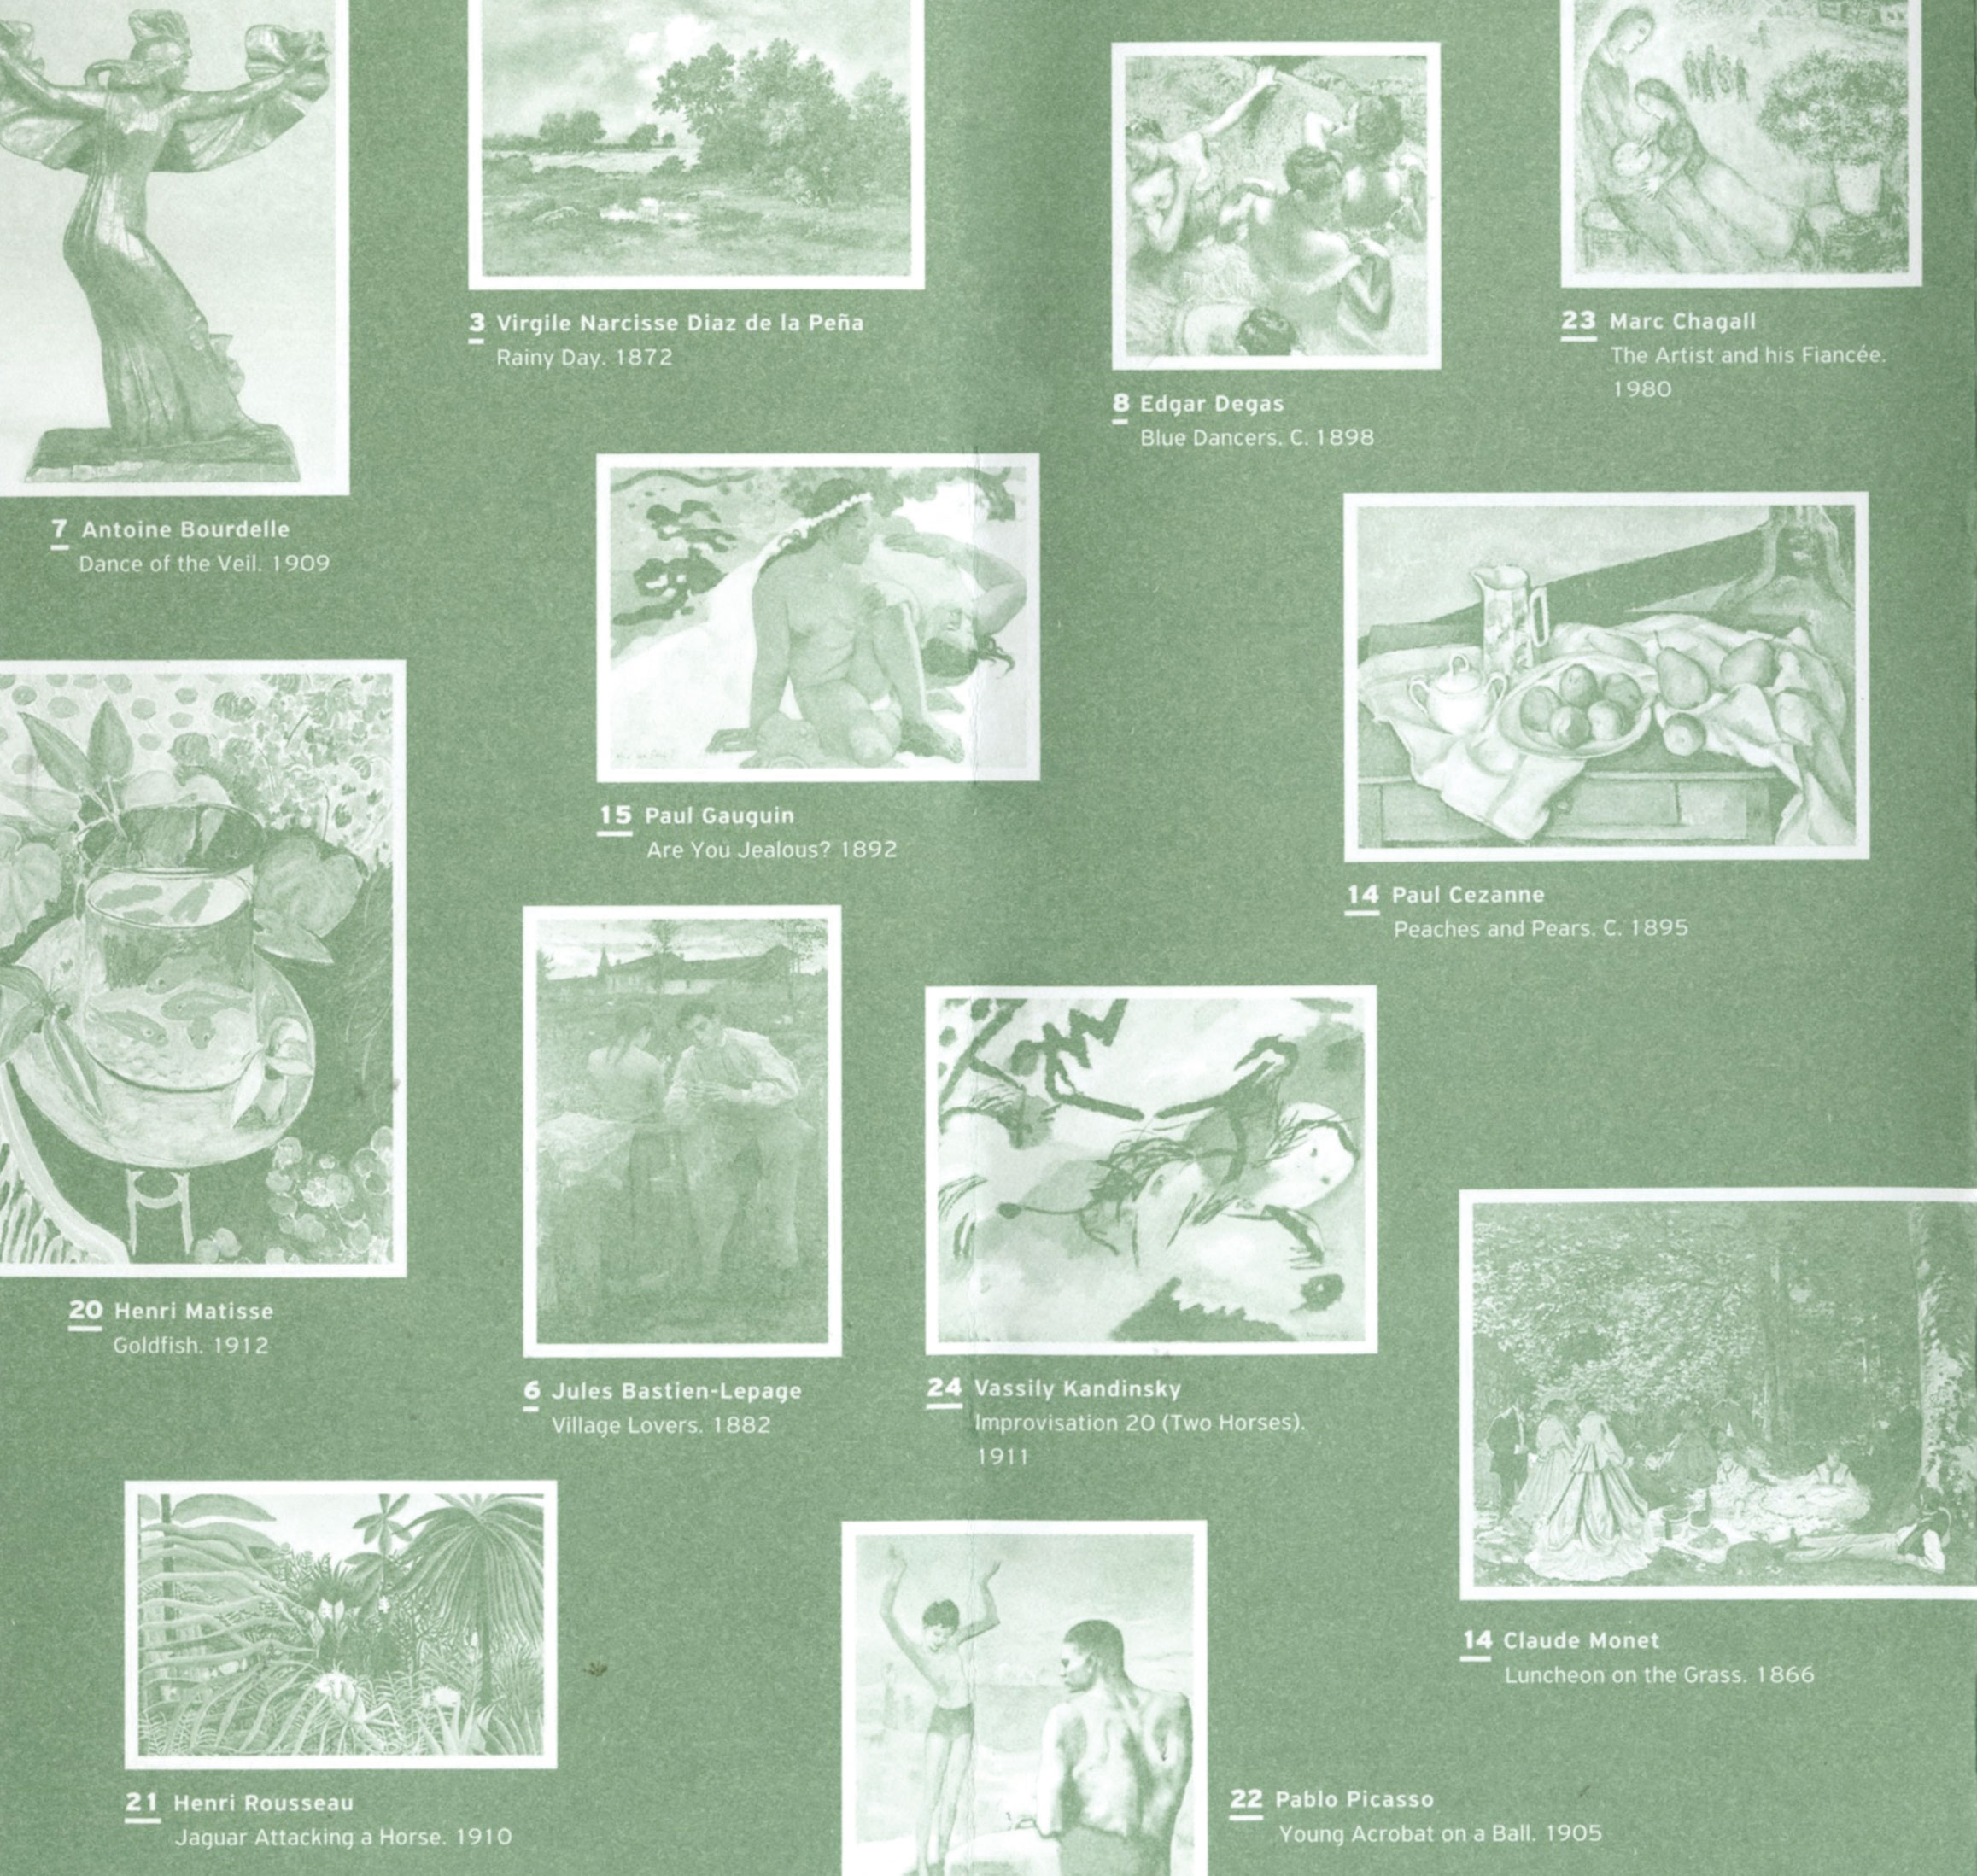 3 Virgile Narcisse Diaz de la Peña
Rainy Day. 1872
23 Marc Chagall
The Artist and his Fiancée.
1980
8 Edgar Degas
Blue Dancers. C. 1898
7 Antoine Bourdelle
Dance of the Veil. 1909
15 Paul Gauguin
Are You Jealous? 1892
14 Paul Cezanne
Peaches and Pears. C. 1895
20 Henri Matisse
Goldfish. 1912
6 Jules Bastien-Lepage
Village Lovers. 1882
24 Vassily Kandinsky
Improvisation 20 (Two Horses).
1911
14 Claude Monet
Luncheon on the Grass. 1866
21 Henri Rousseau
Jaguar Attacking a Horse. 1910
22 Pablo Picasso
Young Acrobat on a Ball. 1905